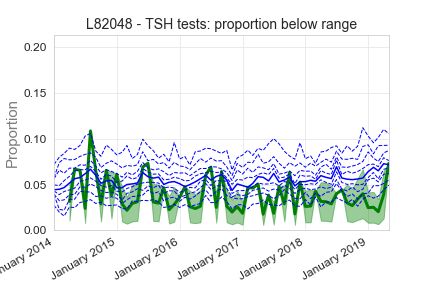 L82048 - TSH tests: proportion below range
Proportion
0.20
0.15
0.10
0.05
0.00
January 2015
January 2016
January 2017
January 2018
January 2019
2014